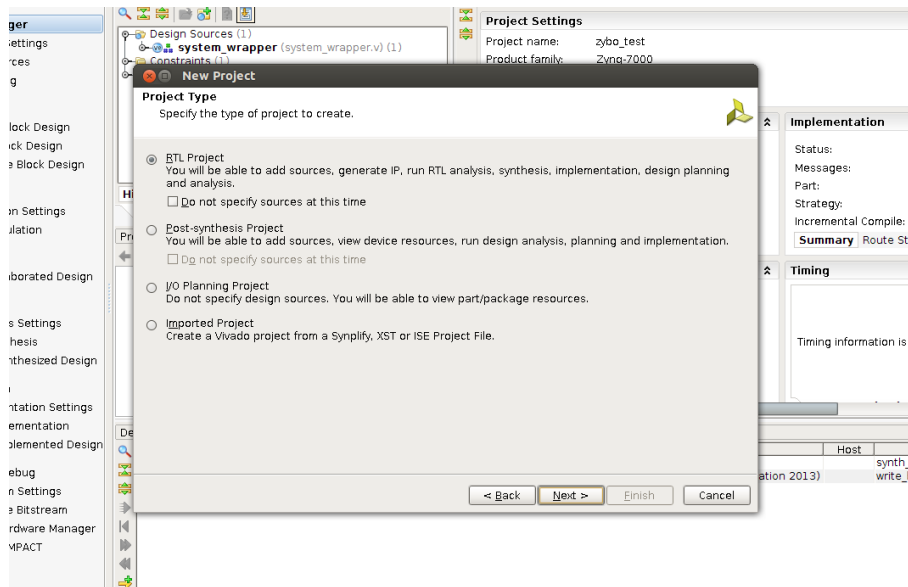 ger
Settings
rces
g
lock Design
ock Design
e Block Design
on Settings
ulation
aborated Design
s Settings
hesis
nthesized Design
ntation Settings
ementation
plemented Design
ebug
n Settings
e Bitstream
rdware Manager
MPACT
Design Sources (1)
system_wrapper (system_wrapper.v) (1)
Constraints (1)
Hi
Pr
De
Project Settings
Project name: zybo_test
Product family: Zynq-7000
New Project
Project Type
Specify the type of project to create.
RTL Project
You will be able to add sources, generate IP, run RTL analysis, synthesis, implementation, design planning
and analysis.
Do not specify sources at this time
Post-synthesis Project
You will be able to add sources, view device resources, run design analysis, planning and implementation.
Do not specify sources at this time
I/O Planning Project
Do not specify design sources. You will be able to view part/package resources.
Imported Project
Create a Vivado project from a Synplify, XST or ISE Project File.
< Back Next > Finish Cancel
Implementation
Status:
Messages:
Part:
Strategy:
Incremental Compile:
Summary Route St
Timing
Timing information is
Host
synth_
ation 2013) write_